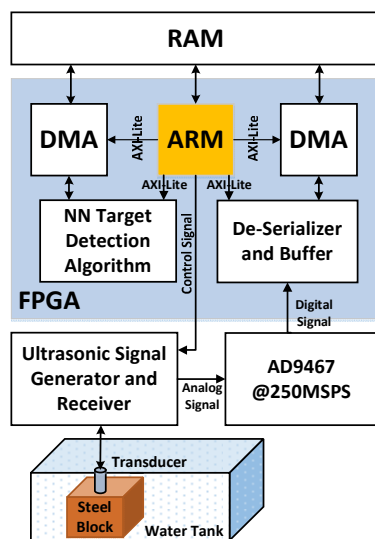 RAM
DMA
AXI-Lite
ARM
AXI-Lite
DMA
AXI-Lite
AXI-Lite
NN Target
Detection
Algorithm
Control Signal
De-Serializer
and Buffer
FPGA
Digital
Signal
Ultrasonic Signal
Generator and
Receiver
Analog
Signal
AD9467
@250MSPS
Transducer
Steel
Block
Water Tank